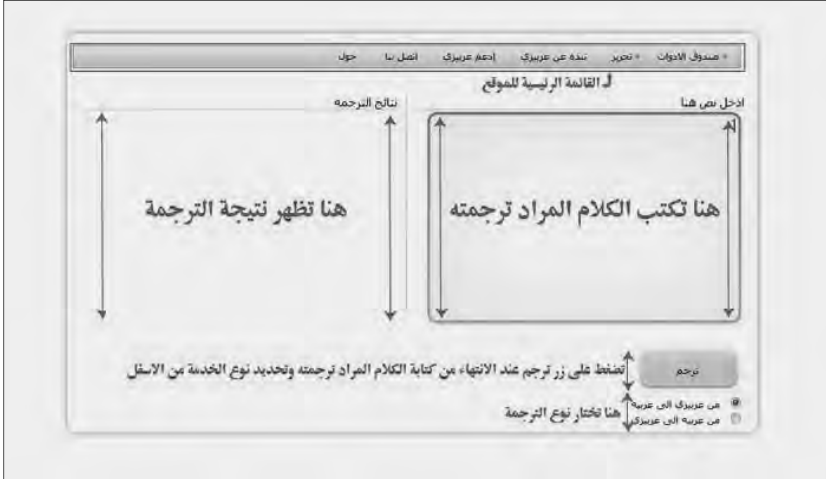 + صندوق الادوات + تحرير نبذة عن عربيزي إدعم عربيزي اتصل بنا حول
القائمة الرئيسية للموقع
ادخل نص هنا
نتائج الترجمه
هنا تكتب الكلام المراد ترجمته
هنا تظهر نتيجة الترجمة
ترجم
تضغط على زر ترجم عند الانتهاء من كتابة الكلام المراد ترجمته وتحديد نوع الخدمة من الاسفل
من عربيزي الى عربيه
من عربيه الى عربيزي
هنا تختار نوع الترجمة